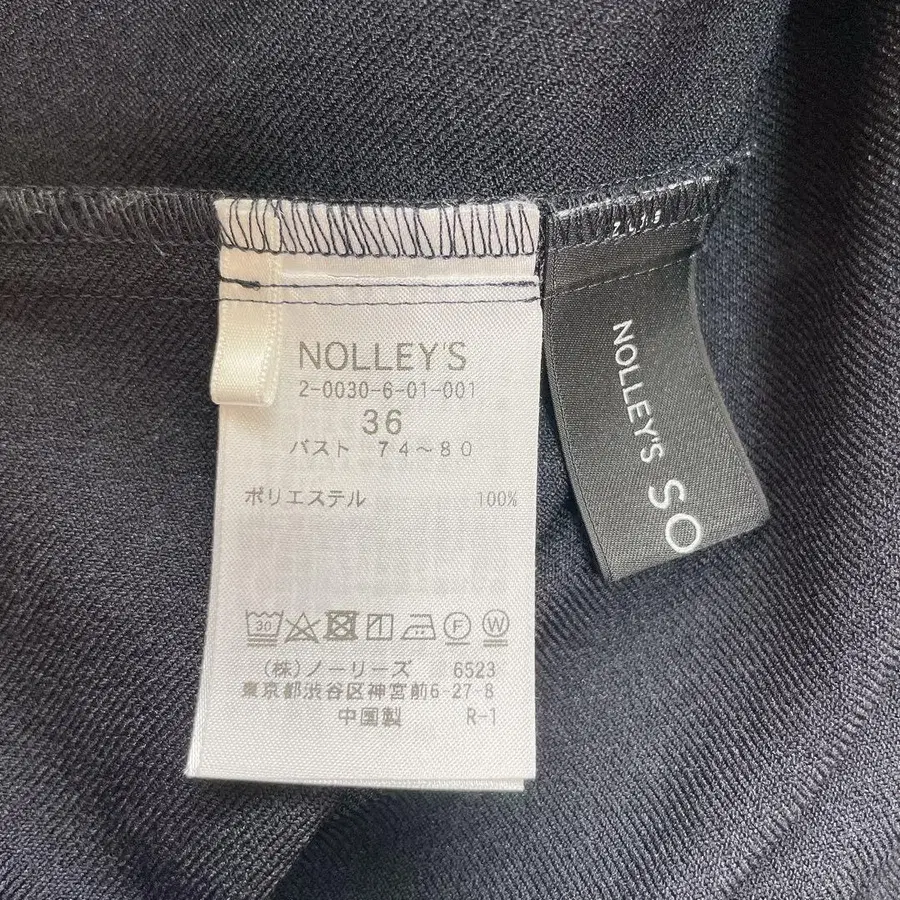 NOLLEY'S
2-0030-6-01-001
36
バスト 74～80
ポリエステル 100%
30
F
W
(株)ノーリーズ 6523
東京都渋谷区神宮前6-27-8
中国製 R-1
NOLLEY'S SO